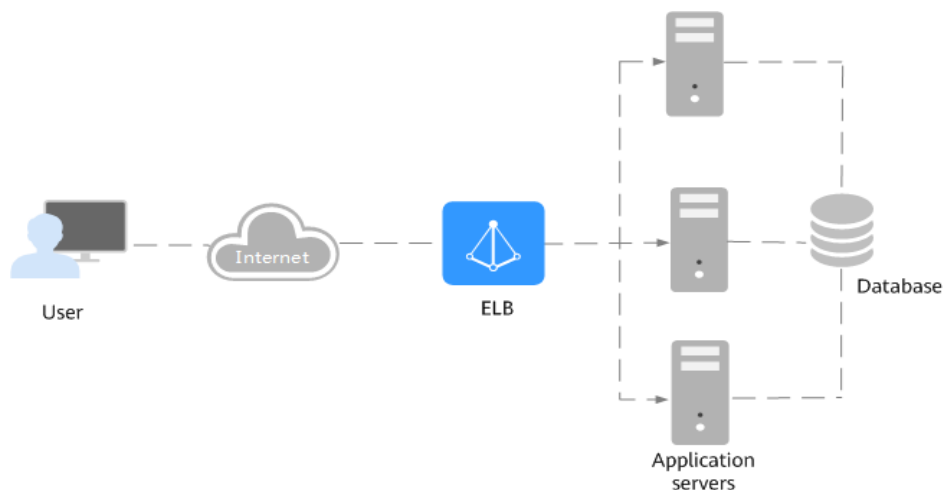 User
Internet
ELB
Application
servers
Database